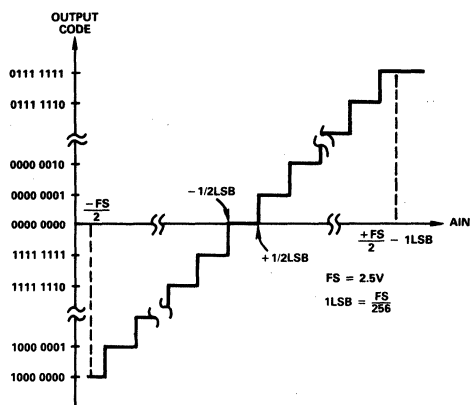 OUTPUT
CODE
0111 1111
0111 1110
0000 0010
0000 0001
0000 0000
1111 1111
1111 1110
1000 0001
1000 0000
−FS
2
−1/2LSB
+1/2LSB
AIN
+FS
2 − 1LSB
FS = 2.5V
1LSB = FS
256